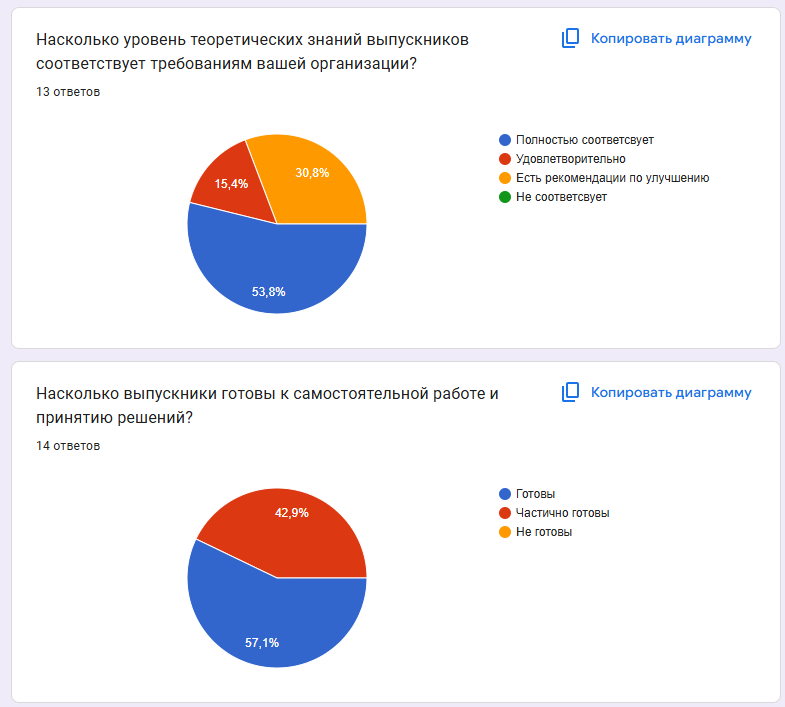 Насколько уровень теоретических знаний выпускников
соответствует требованиям вашей организации?
Копировать диаграмму
13 ответов
Полностью соответсвует
Удовлетворительно
Есть рекомендации по улучшению
Не соответсвует
30,8%
15,4%
53,8%
Насколько выпускники готовы к самостоятельной работе и
принятию решений?
Копировать диаграмму
14 ответов
Готовы
Частично готовы
Не готовы
42,9%
57,1%